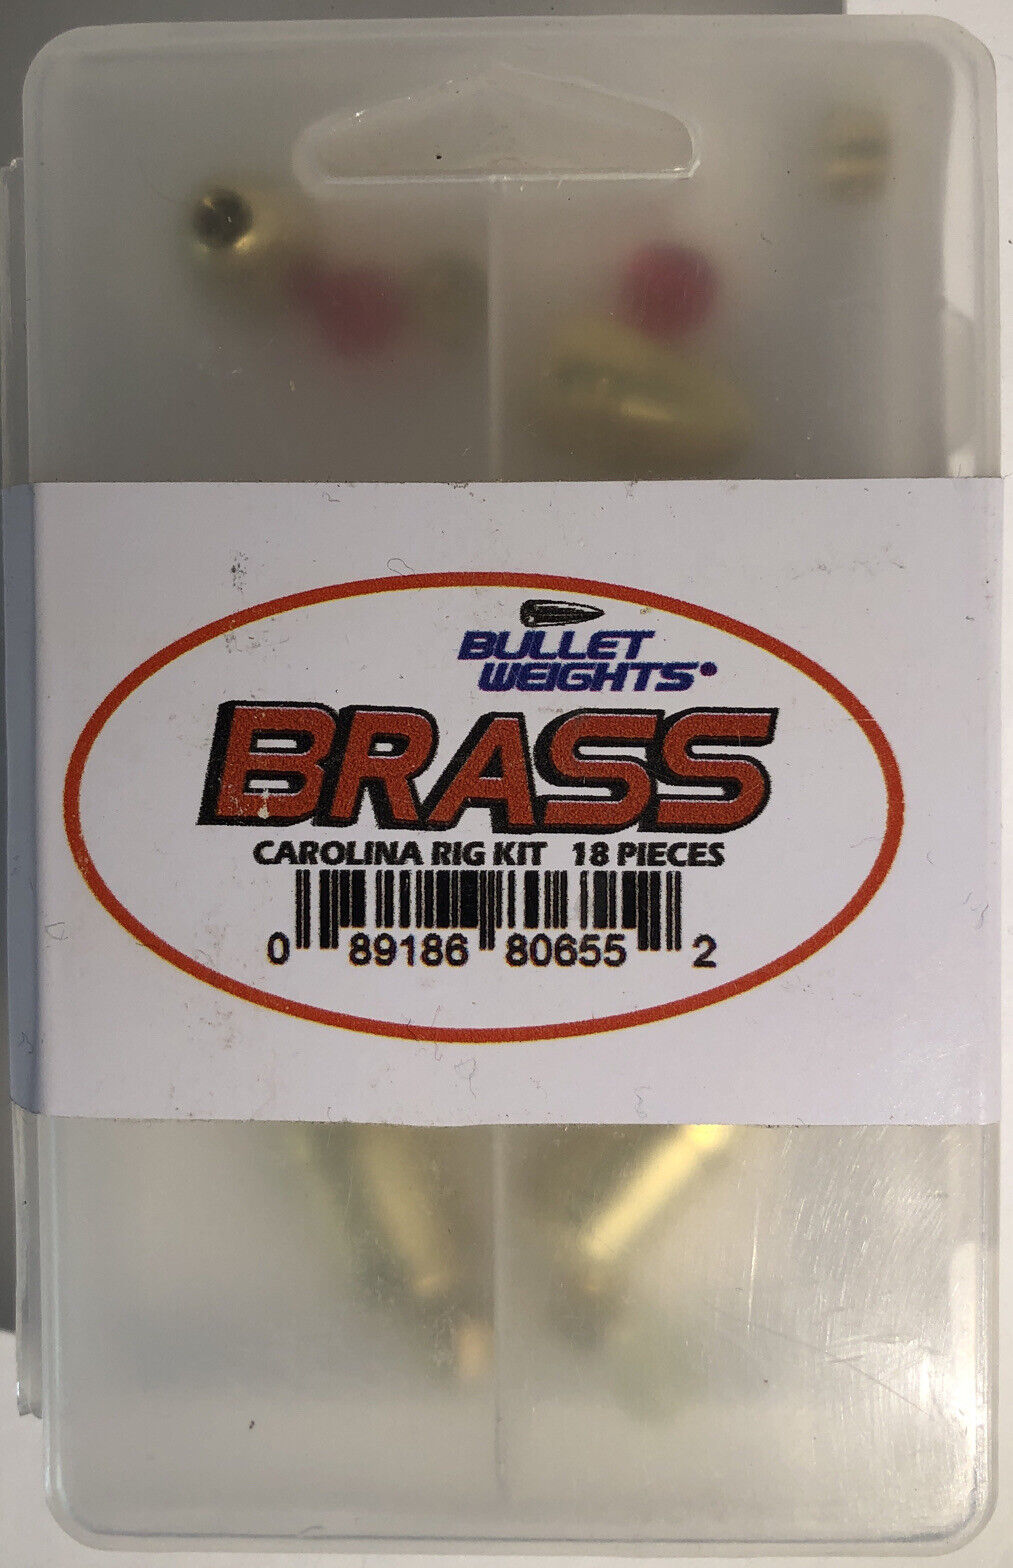 BULLET
WEIGHTS®
BRASS
CAROLINA RIG KIT 18 PIECES
0 89186 80655 2